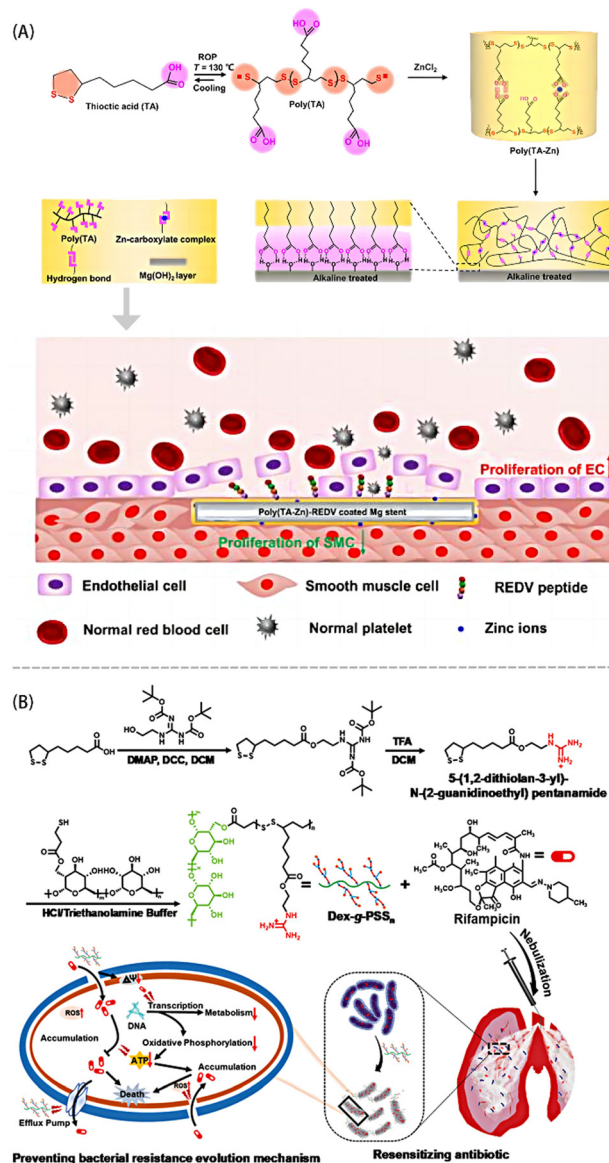 (A)
Thioctic acid (TA)
ROP
T = 130 °C
Cooling
Poly(TA)
ZnCl2
Poly(TA-Zn)
Poly(TA)
Zn-carboxylate complex
Hydrogen bond
Mg(OH)2 layer
Alkaline treated
Alkaline treated
Proliferation of EC
Poly(TA-Zn)-REDV coated Mg stent
Proliferation of SMC
Endothelial cell
Smooth muscle cell
REDV peptide
Normal red blood cell
Normal platelet
Zinc ions
(B)
DMAP, DCC, DCM
TFA
DCM
5-(1,2-dithiolan-3-yl)-
N-(2-guanidinoethyl) pentanamide
HCl/Triethanolamine Buffer
Dex-g-PSSn
+
Rifampicin
Nebulization
ΔΨ
ROS
Transcription
DNA
Metabolism
Accumulation
Oxidative Phosphorylation
ATP
Accumulation
Death
ROS
Efflux Pump
Preventing bacterial resistance evolution mechanism
Resensitizing antibiotic